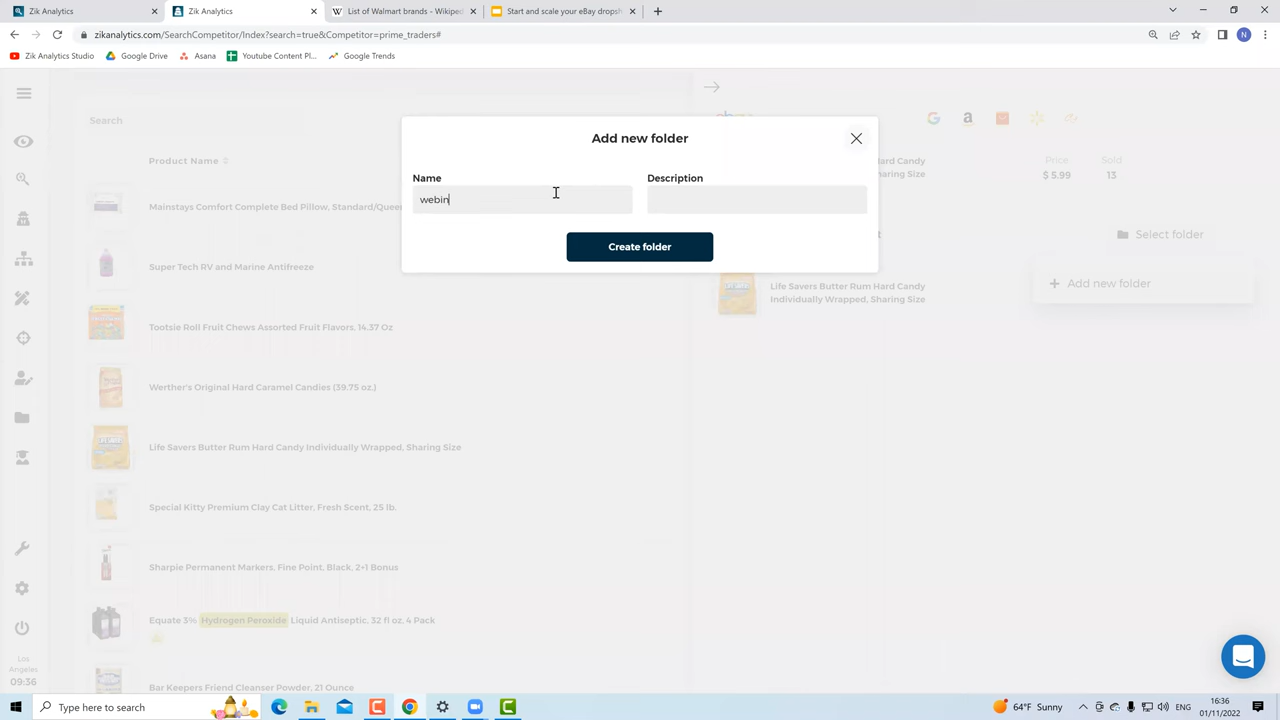 Zik Analytics
Zik Analytics
List of Walmart brands - Wikiped
Start and scale your eBay dropsh
zikanalytics.com/SearchCompetitor/Index?search=true&Competitor=prime_traders#
N
Zik Analytics Studio
Google Drive
Asana
Youtube Content Pl...
Google Trends
Search
Add new folder
Name
Description
webin
Create folder
Product Name
Mainstays Comfort Complete Bed Pillow, Standard/Queen
Super Tech RV and Marine Antifreeze
Tootsie Roll Fruit Chews Assorted Fruit Flavors, 14.37 Oz
Werther's Original Hard Caramel Candies (39.75 oz.)
Life Savers Butter Rum Hard Candy Individually Wrapped, Sharing Size
Special Kitty Premium Clay Cat Litter, Fresh Scent, 25 lb.
Sharpie Permanent Markers, Fine Point, Black, 2+1 Bonus
Equate 3% Hydrogen Peroxide Liquid Antiseptic, 32 fl oz, 4 Pack
Bar Keepers Friend Cleanser Powder, 21 Ounce
Hard Candy
Sharing Size
Price
$ 5.99
Sold
13
Select folder
Add new folder
Life Savers Butter Rum Hard Candy
Individually Wrapped, Sharing Size
Los
Angeles
09:36
Type here to search
64°F Sunny
ENG
16:36
01/11/2022